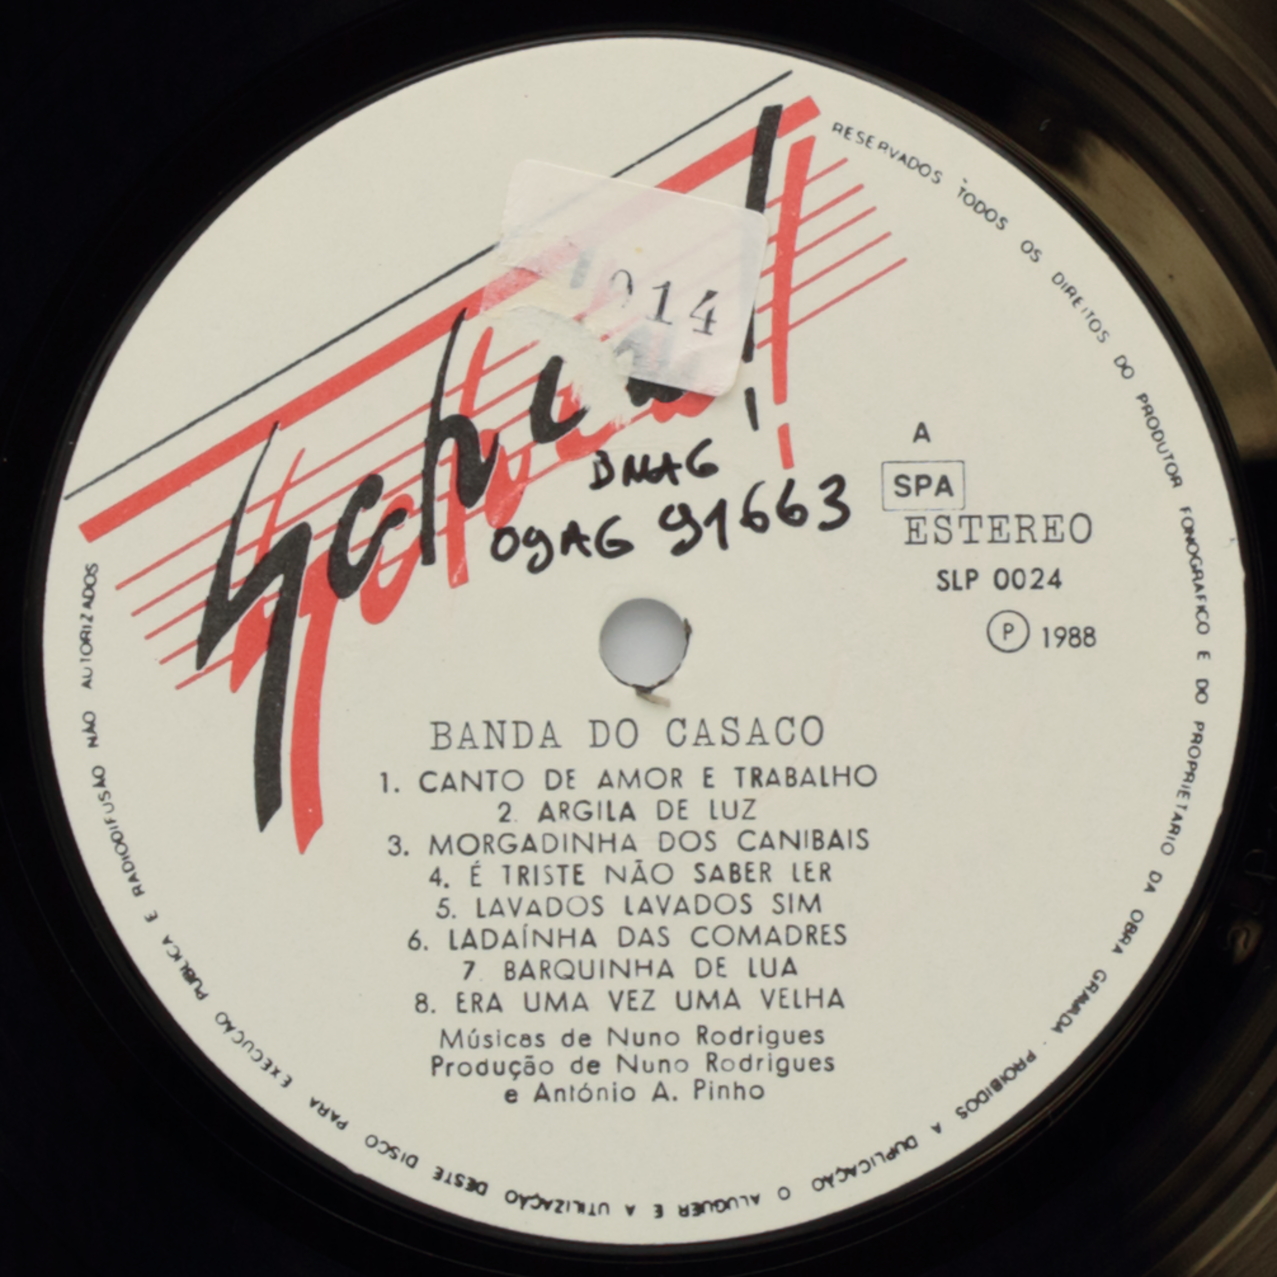 014
DMAG
09AG 91663
A
SPA
ESTEREO
SLP 0024
P 1988
BANDA DO CASACO
1. CANTO DE AMOR E TRABALHO
2. ARGILA DE LUZ
3. MORGADINHA DOS CANIBAIS
4. É TRISTE NÃO SABER LER
5. LAVADOS LAVADOS SIM
6. LADAÍNHA DAS COMADRES
7. BARQUINHA DE LUA
8. ERA UMA VEZ UMA VELHA
Músicas de Nuno Rodrigues
Produção de Nuno Rodrigues
e António A. Pinho
RESERVADOS TODOS OS DIREITOS DO PRODUTOR FONOGRAFICO E DO PROPRIETARIO DA OBRA GRAVADA PROIBIDOS A DUPLICAÇÃO O ALUGUER E A UTILIZAÇÃO DESTE DISCO PARA EXECUÇÃO PUBLICA E RADIODIFUSÃO NÃO AUTORIZADOS